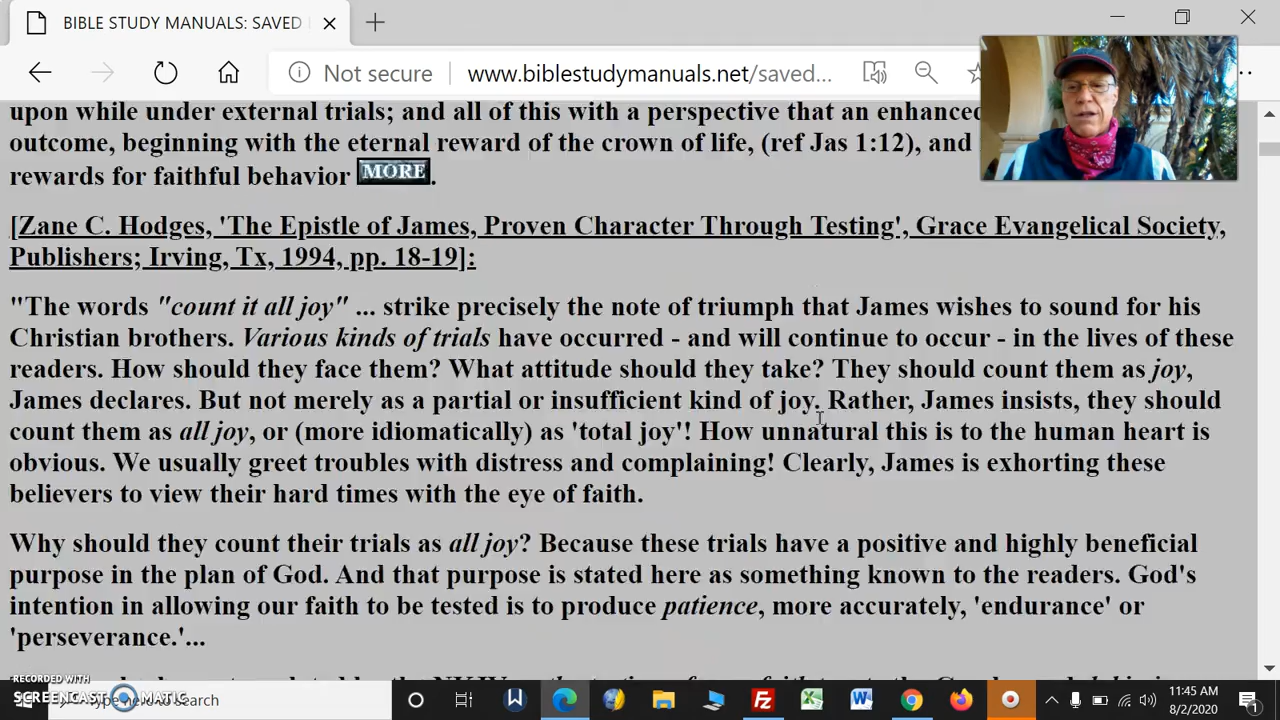 BIBLE STUDY MANUALS: SAVED
Not secure
www.biblestudymanuals.net/saved...
upon while under external trials; and all of this with a perspective that an enhanced
outcome, beginning with the eternal reward of the crown of life, (ref Jas 1:12), and
rewards for faithful behavior MORE.
[Zane C. Hodges, 'The Epistle of James, Proven Character Through Testing', Grace Evangelical Society,
Publishers; Irving, Tx, 1994, pp. 18-19]:
"The words "count it all joy" ... strike precisely the note of triumph that James wishes to sound for his
Christian brothers. Various kinds of trials have occurred - and will continue to occur - in the lives of these
readers. How should they face them? What attitude should they take? They should count them as joy,
James declares. But not merely as a partial or insufficient kind of joy. Rather, James insists, they should
count them as all joy, or (more idiomatically) as 'total joy'! How unnatural this is to the human heart is
obvious. We usually greet troubles with distress and complaining! Clearly, James is exhorting these
believers to view their hard times with the eye of faith.
Why should they count their trials as all joy? Because these trials have a positive and highly beneficial
purpose in the plan of God. And that purpose is stated here as something known to the readers. God's
intention in allowing our faith to be tested is to produce patience, more accurately, 'endurance' or
'perseverance.'...
RECORDED WITH
SCREENCAST MATIC
here to search
11:45 AM
8/2/2020
1